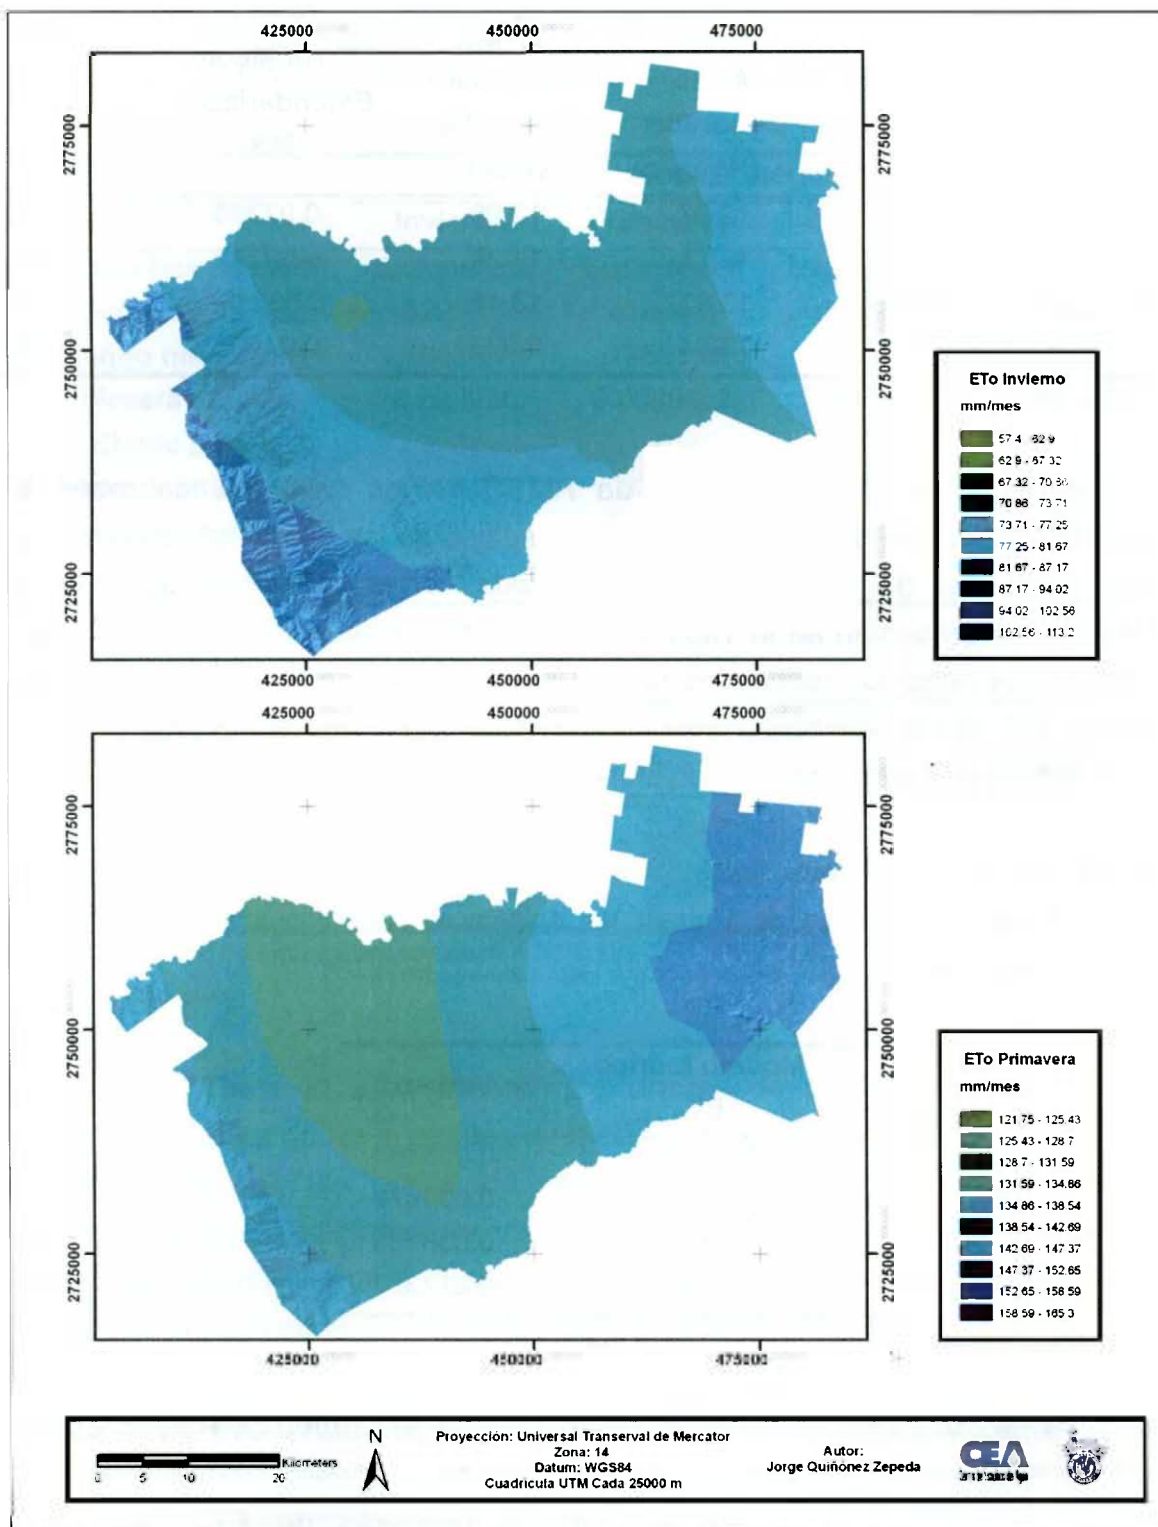 425000 450000 475000
2775000 2775000
2750000 2750000
2725000 2725000
425000 450000 475000
ETo Invierno
mm/mes
57.4 - 62.9
62.9 - 67.32
67.32 - 70.86
70.86 - 73.71
73.71 - 77.25
77.25 - 81.67
81.67 - 87.17
87.17 - 94.02
94.02 - 102.56
102.56 - 113.2
425000 450000 475000
2775000 2775000
2750000 2750000
2725000 2725000
425000 450000 475000
ETo Primavera
mm/mes
121.75 - 125.43
125.43 - 128.7
128.7 - 131.59
131.59 - 134.86
134.86 - 138.54
138.54 - 142.69
142.69 - 147.37
147.37 - 152.65
152.65 - 158.59
158.59 - 165.3
0 5 10 20 Kilometers
N
Proyección: Universal Transerval de Mercator
Zona: 14
Datum: WGS84
Cuadricula UTM Cada 25000 m
Autor:
Jorge Quiñónez Zepeda
CEA